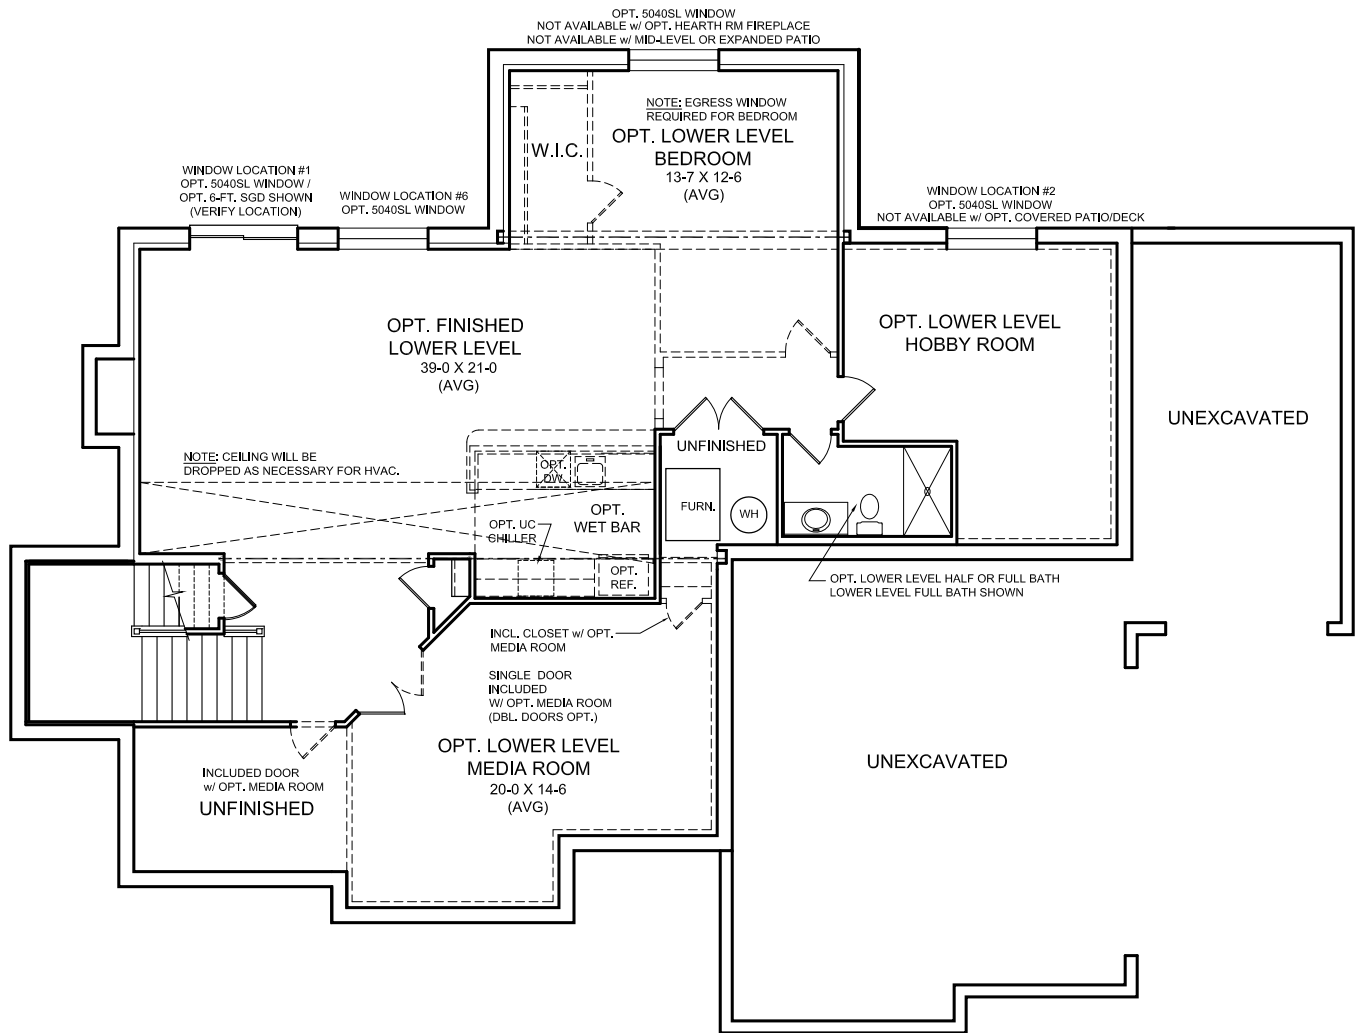 OPT. 5040SL WINDOW
NOT AVAILABLE w/ OPT. HEARTH RM FIREPLACE
NOT AVAILABLE w/ MID-LEVEL OR EXPANDED PATIO
NOTE: EGRESS WINDOW
REQUIRED FOR BEDROOM
OPT. LOWER LEVEL
BEDROOM
13-7 X 12-6
(AVG)
W.I.C.
WINDOW LOCATION #1
OPT. 5040SL WINDOW /
OPT. 6-FT. SGD SHOWN
(VERIFY LOCATION)
WINDOW LOCATION #6
OPT. 5040SL WINDOW
WINDOW LOCATION #2
OPT. 5040SL WINDOW
NOT AVAILABLE w/ OPT. COVERED PATIO/DECK
OPT. FINISHED
LOWER LEVEL
39-0 X 21-0
(AVG)
OPT. LOWER LEVEL
HOBBY ROOM
UNEXCAVATED
NOTE: CEILING WILL BE
DROPPED AS NECESSARY FOR HVAC.
UNFINISHED
OPT.
DW.
FURN.
WH
OPT.
WET BAR
OPT. UC
CHILLER
OPT.
REF.
OPT. LOWER LEVEL HALF OR FULL BATH
LOWER LEVEL FULL BATH SHOWN
INCL. CLOSET w/ OPT.
MEDIA ROOM
SINGLE DOOR
INCLUDED
W/ OPT. MEDIA ROOM
(DBL. DOORS OPT.)
OPT. LOWER LEVEL
MEDIA ROOM
20-0 X 14-6
(AVG)
INCLUDED DOOR
w/ OPT. MEDIA ROOM
UNFINISHED
UNEXCAVATED